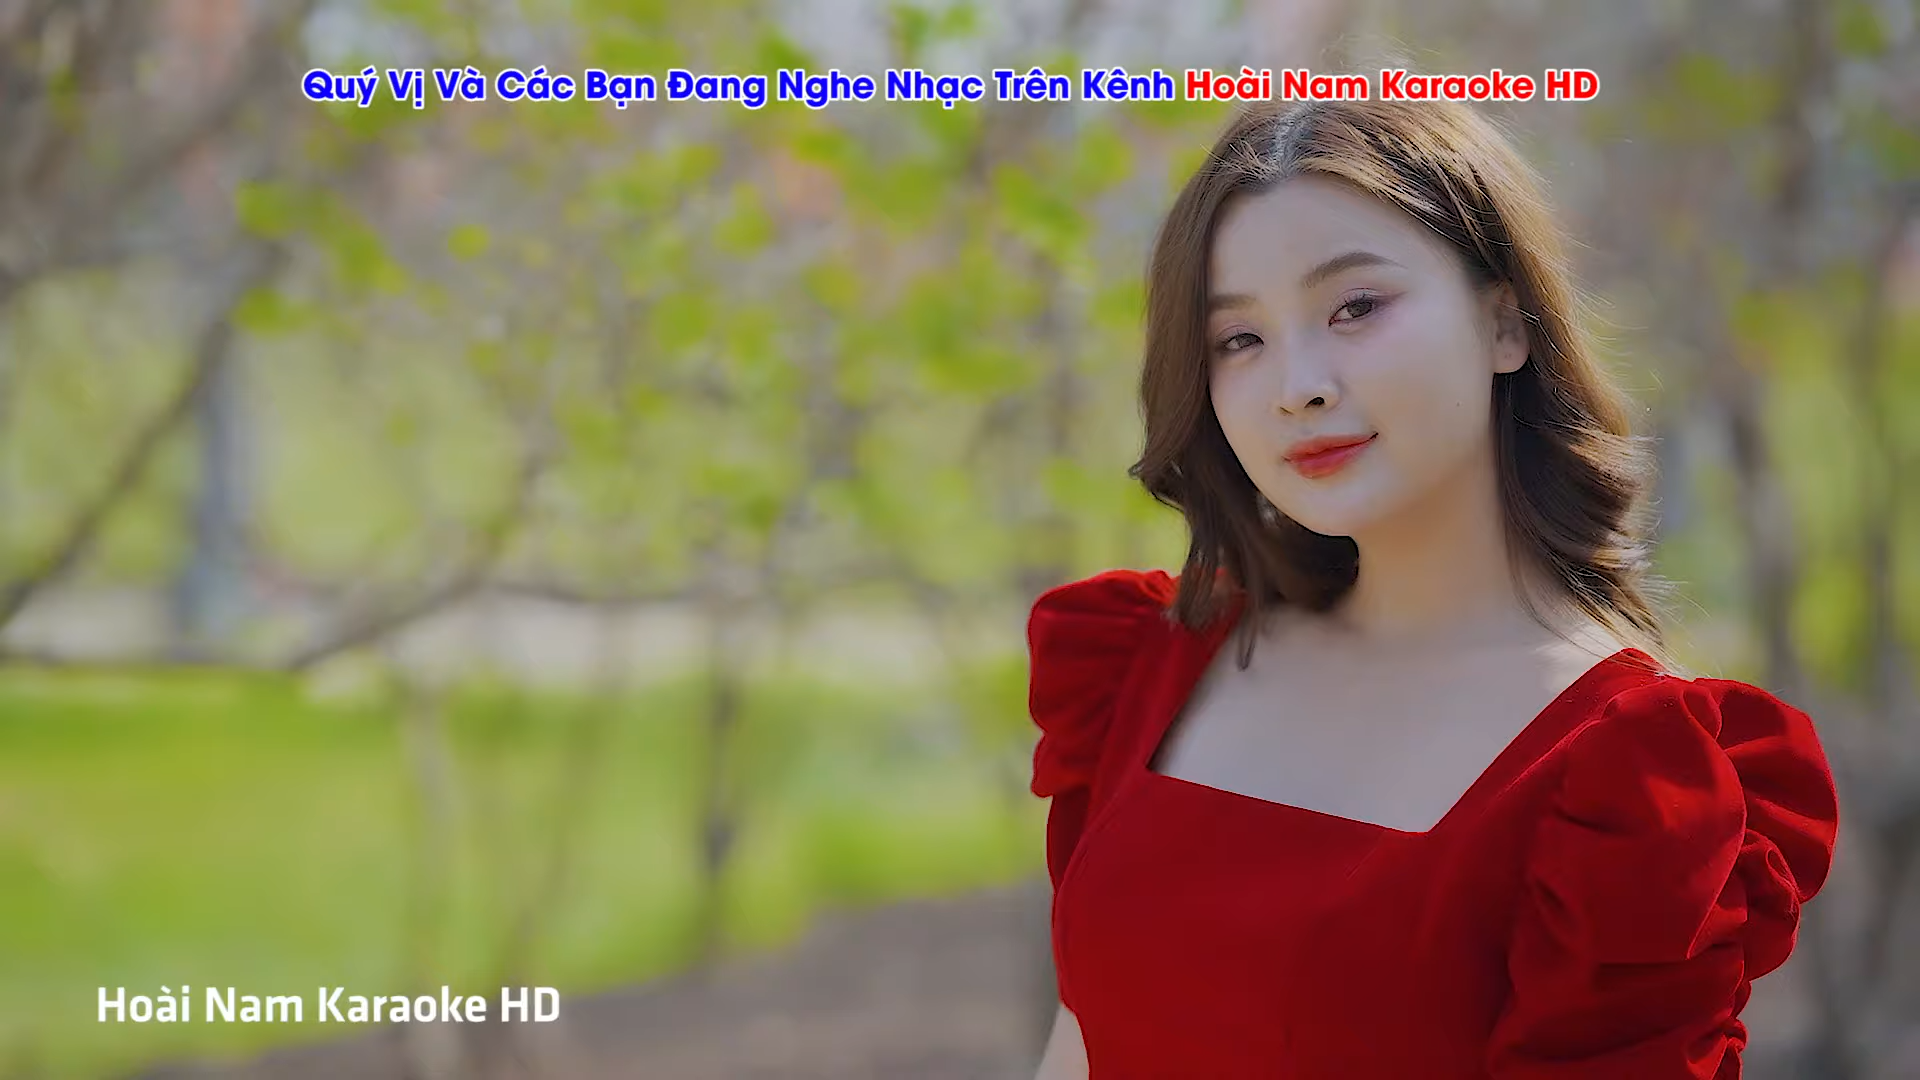 Quý Vị Và Các Bạn Đang Nghe Nhạc Trên Kênh Hoài Nam Karaoke HD
Hoài Nam Karaoke HD